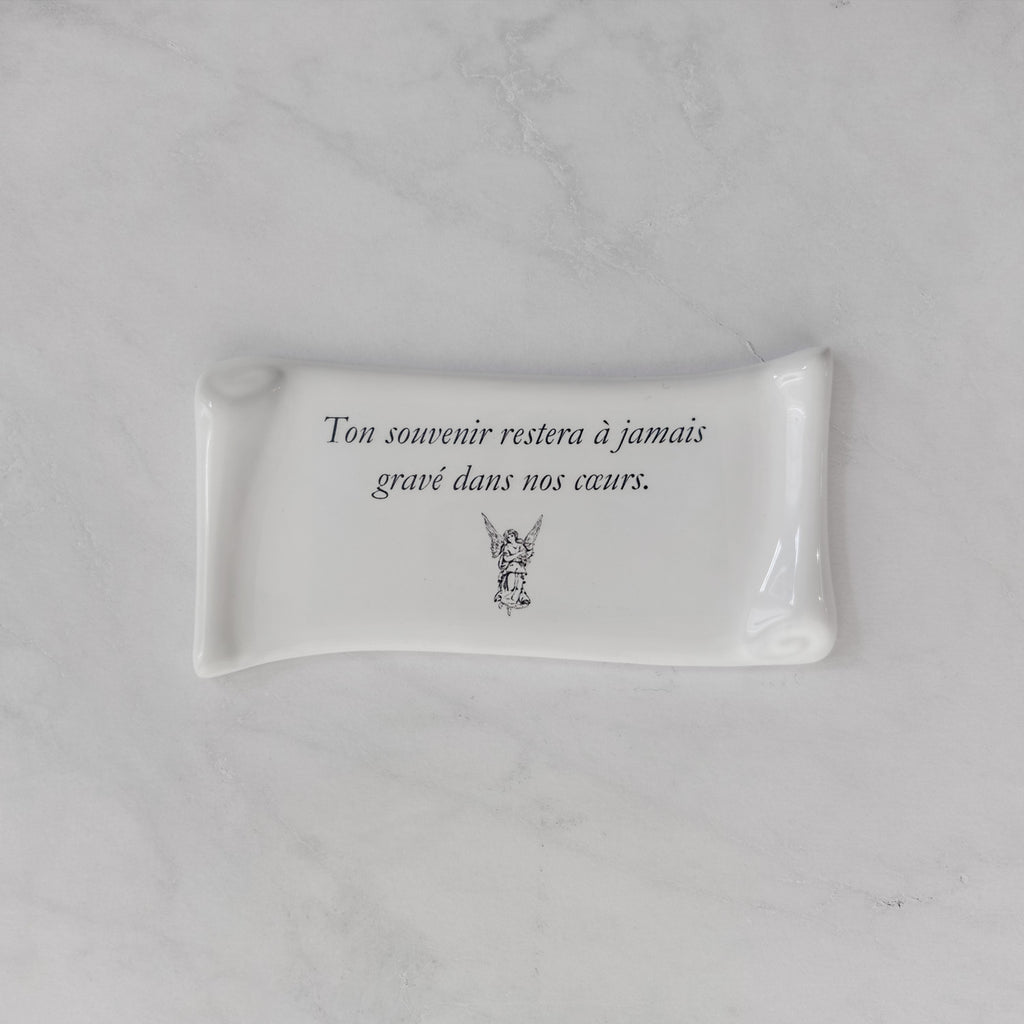 Ton souvenir restera à jamais
gravé dans nos cœurs.